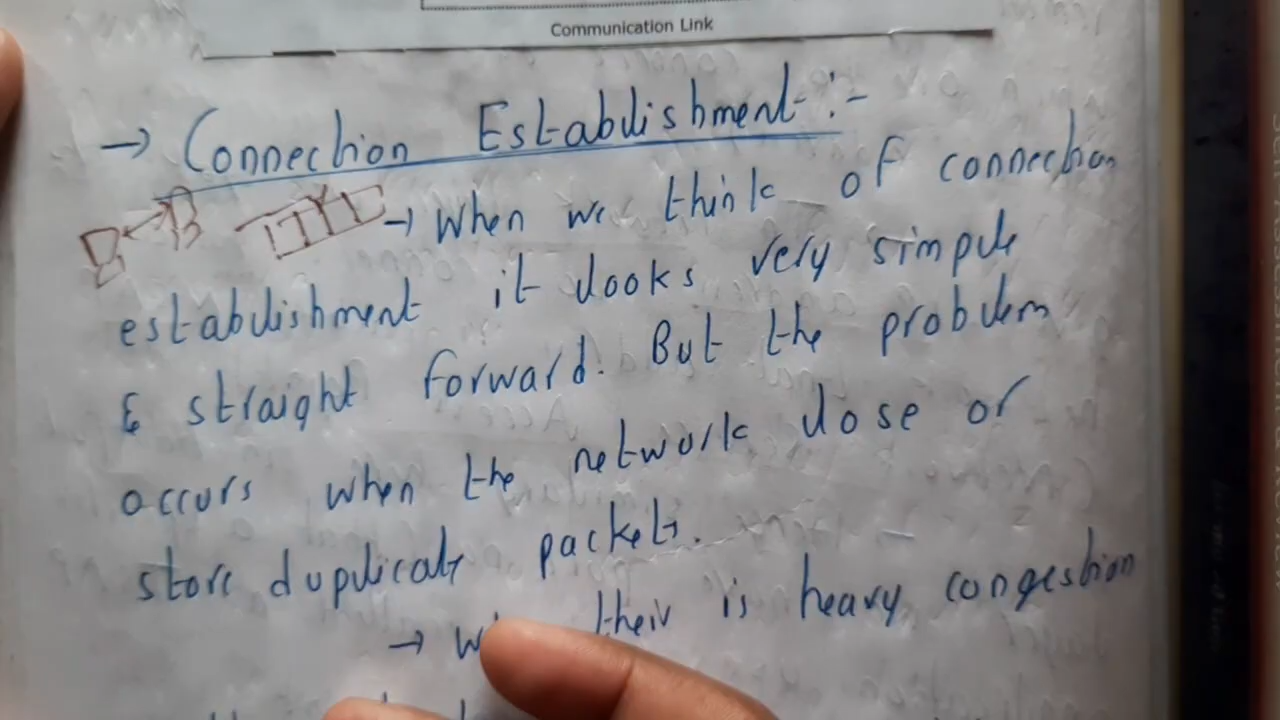 Communication Link
→ Connection Establishment :-
→ When we think of connection
establishment it looks very simple
& straight forward. But the problem
occurs when the network lose or
store duplicate packets.
→ their is heavy congestion